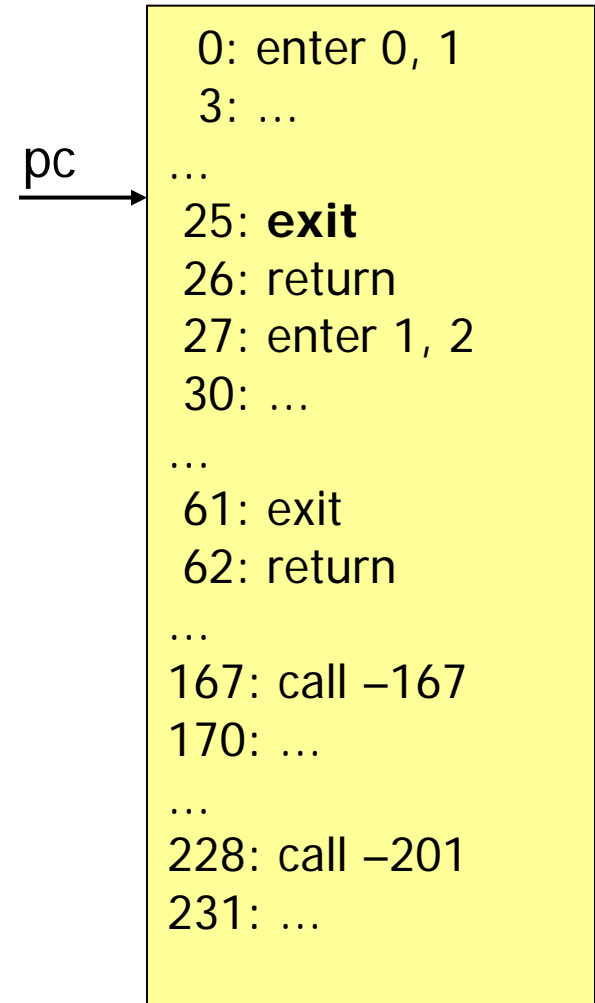 0: enter 0, 1
3: ...
pc
...
25: exit
26: return
27: enter 1, 2
30: ...
...
61: exit
62: return
...
167: call –167
170: ...
...
228: call –201
231: ...